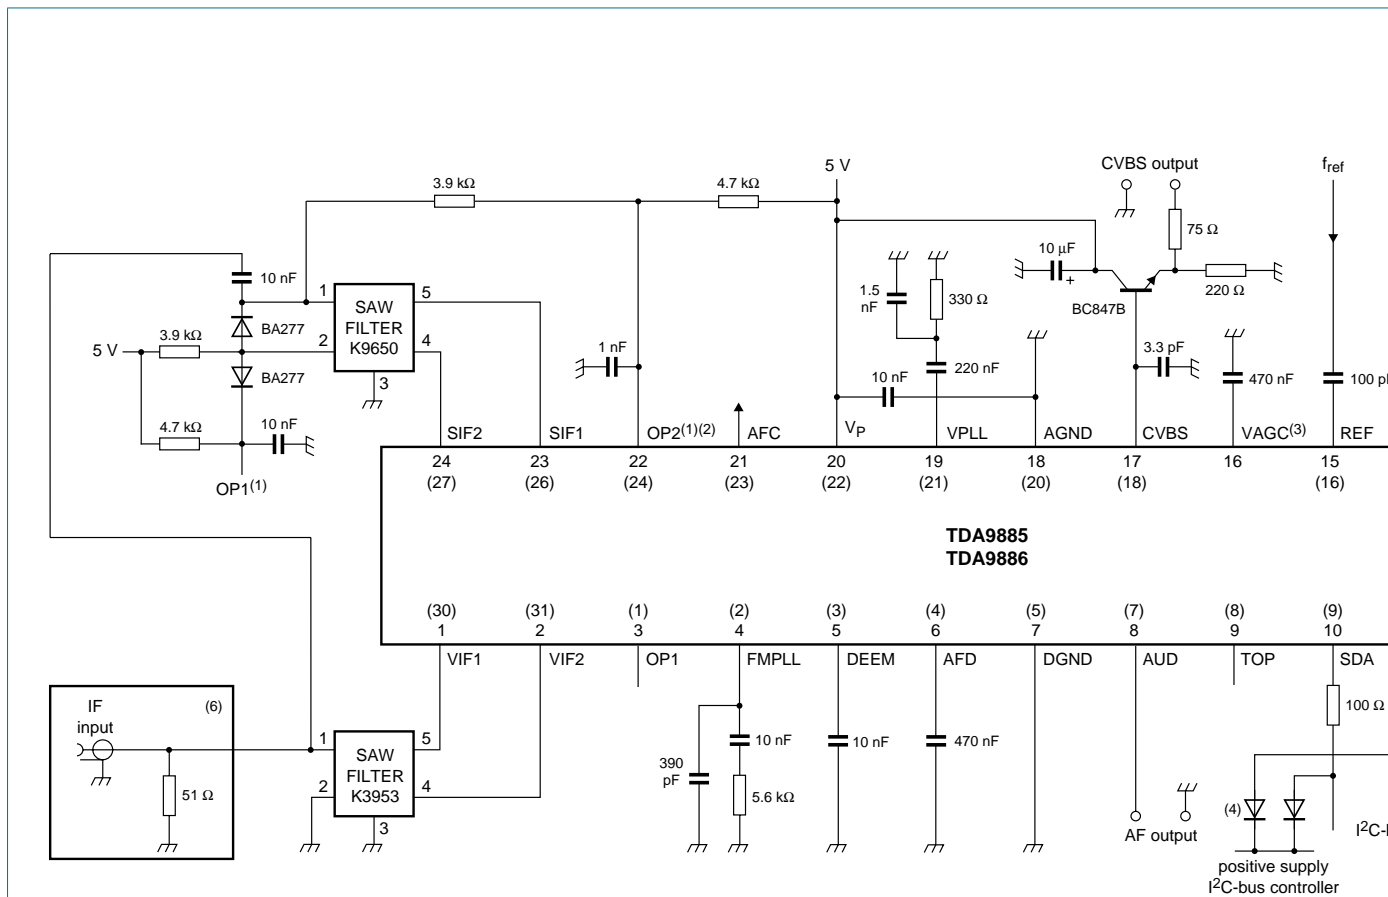 5 V
CVBS output
fref
3.9 kΩ
4.7 kΩ
75 Ω
10 μF
+
220 Ω
BC847B
10 nF
1
5
SAW
FILTER
K9650
2
4
3
BA277
BA277
5 V
3.9 kΩ
4.7 kΩ
10 nF
OP1(1)
1 nF
1.5
nF
330 Ω
220 nF
10 nF
3.3 pF
470 nF
100 p
SIF2
SIF1
OP2(1)(2)
AFC
VP
VPLL
AGND
CVBS
VAGC(3)
REF
24
23
22
21
20
19
18
17
16
15
(27)
(26)
(24)
(23)
(22)
(21)
(20)
(18)
(16)
TDA9885
TDA9886
(30)
(31)
(1)
(2)
(3)
(4)
(5)
(7)
(8)
(9)
1
2
3
4
5
6
7
8
9
10
VIF1
VIF2
OP1
FMPLL
DEEM
AFD
DGND
AUD
TOP
SDA
IF
input
(6)
51 Ω
1
5
SAW
FILTER
K3953
2
4
3
390
pF
10 nF
5.6 kΩ
10 nF
470 nF
AF output
100 Ω
(4)
I2C-
positive supply
I2C-bus controller